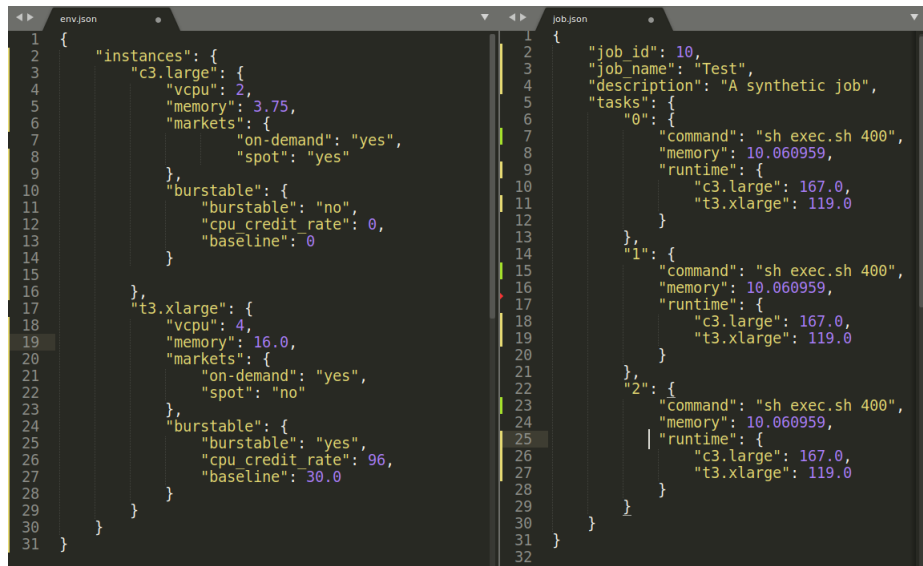 env.json
1 {
2 "instances": {
3 "c3.large": {
4 "vcpu": 2,
5 "memory": 3.75,
6 "markets": {
7 "on-demand": "yes",
8 "spot": "yes"
9 },
10 "burstable": {
11 "burstable": "no",
12 "cpu_credit_rate": 0,
13 "baseline": 0
14 }
15
16 },
17 "t3.xlarge": {
18 "vcpu": 4,
19 "memory": 16.0,
20 "markets": {
21 "on-demand": "yes",
22 "spot": "no"
23 },
24 "burstable": {
25 "burstable": "yes",
26 "cpu_credit_rate": 96,
27 "baseline": 30.0
28 }
29 }
30 }
31 }
job.json
1 {
2 "job_id": 10,
3 "job_name": "Test",
4 "description": "A synthetic job",
5 "tasks": {
6 "0": {
7 "command": "sh exec.sh 400",
8 "memory": 10.060959,
9 "runtime": {
10 "c3.large": 167.0,
11 "t3.xlarge": 119.0
12 }
13 },
14 "1": {
15 "command": "sh exec.sh 400",
16 "memory": 10.060959,
17 "runtime": {
18 "c3.large": 167.0,
19 "t3.xlarge": 119.0
20 }
21 },
22 "2": {
23 "command": "sh exec.sh 400",
24 "memory": 10.060959,
25 "runtime": {
26 "c3.large": 167.0,
27 "t3.xlarge": 119.0
28 }
29 }
30 }
31 }
32